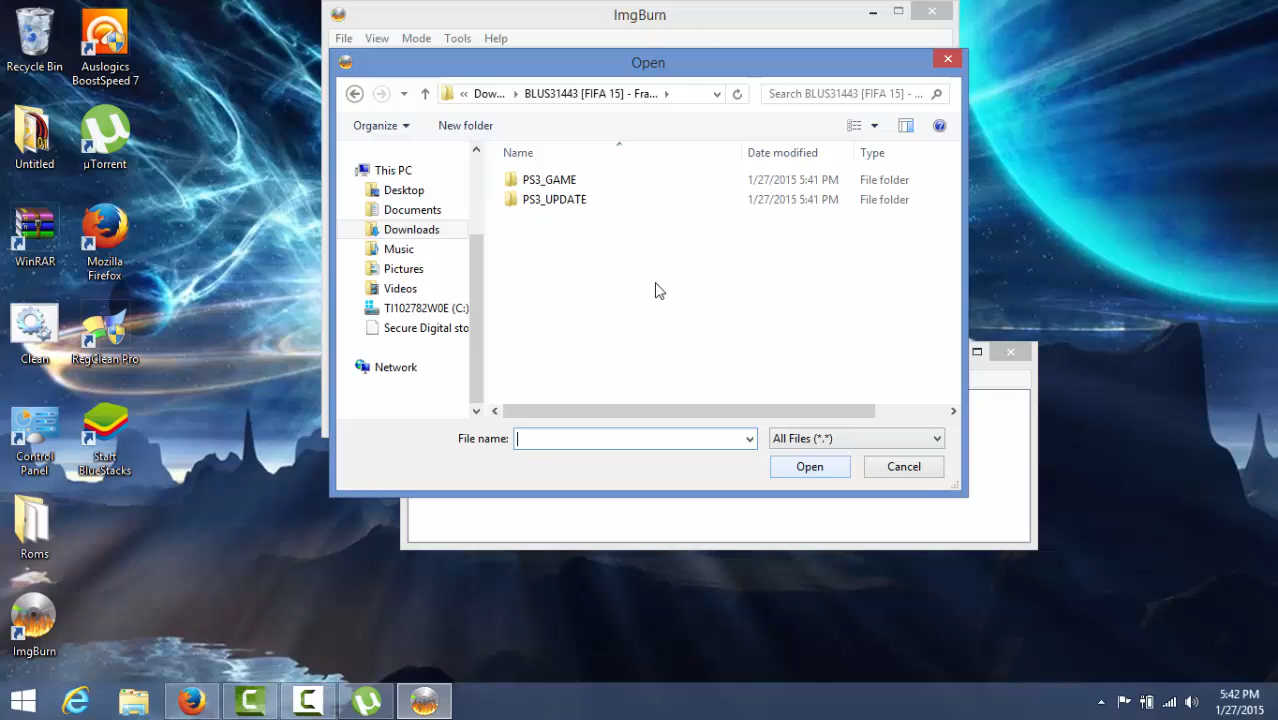 Recycle Bin
Auslogics
BoostSpeed 7
Untitled
µTorrent
WinRAR
Mozilla
Firefox
Clean
RegClean Pro
Control
Panel
Start
BlueStacks
Roms
ImgBurn
ImgBurn
File View Mode Tools Help
Open
« Dow... BLUS31443 [FIFA 15] - Fra...
Search BLUS31443 [FIFA 15] - ...
Organize New folder
This PC
Desktop
Documents
Downloads
Music
Pictures
Videos
TI102782W0E (C:)
Secure Digital sto
Network
Name Date modified Type
PS3_GAME 1/27/2015 5:41 PM File folder
PS3_UPDATE 1/27/2015 5:41 PM File folder
File name: All Files (*.*)
Open Cancel
5:42 PM
1/27/2015